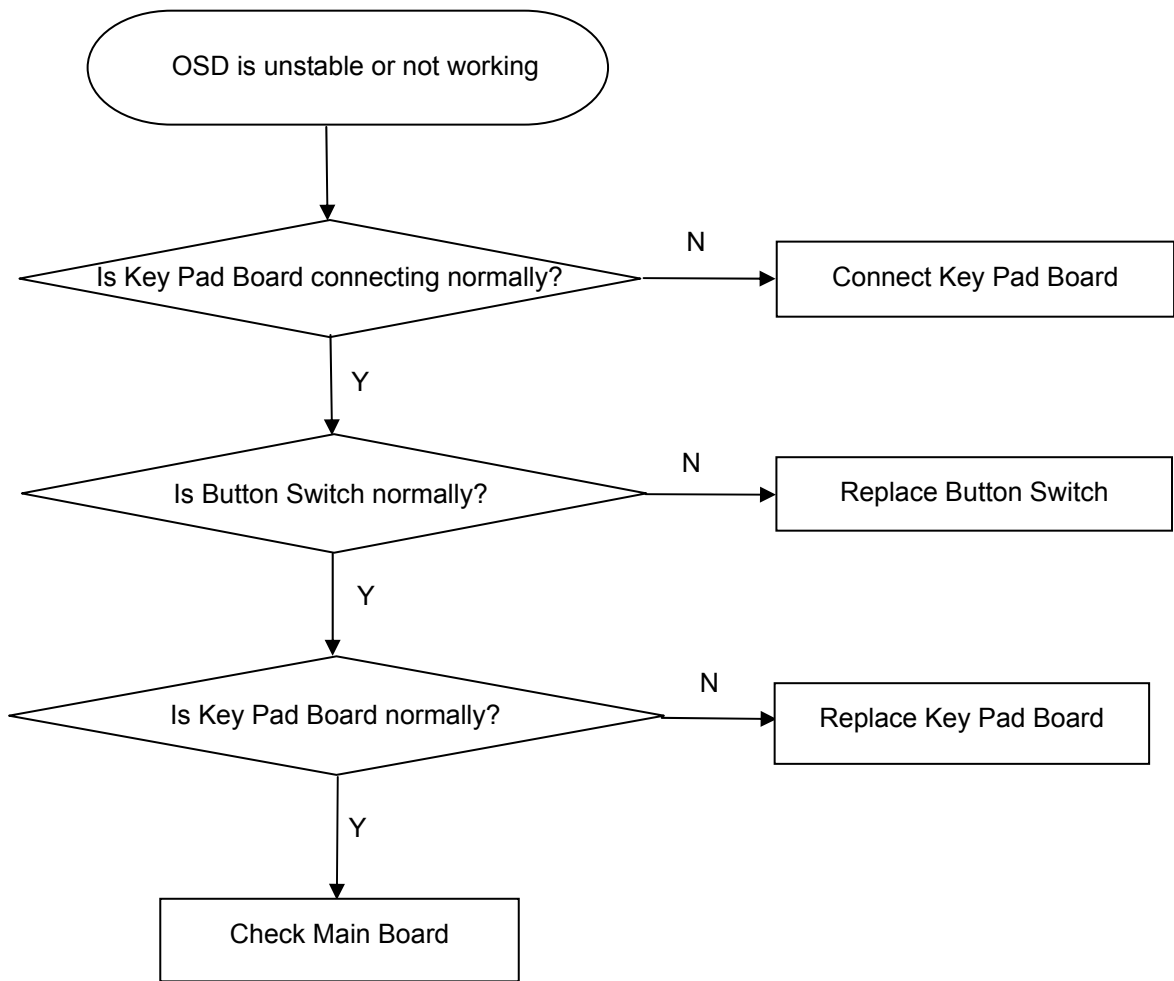 OSD is unstable or not working
Is Key Pad Board connecting normally?
N
Connect Key Pad Board
Y
Is Button Switch normally?
N
Replace Button Switch
Y
Is Key Pad Board normally?
N
Replace Key Pad Board
Y
Check Main Board